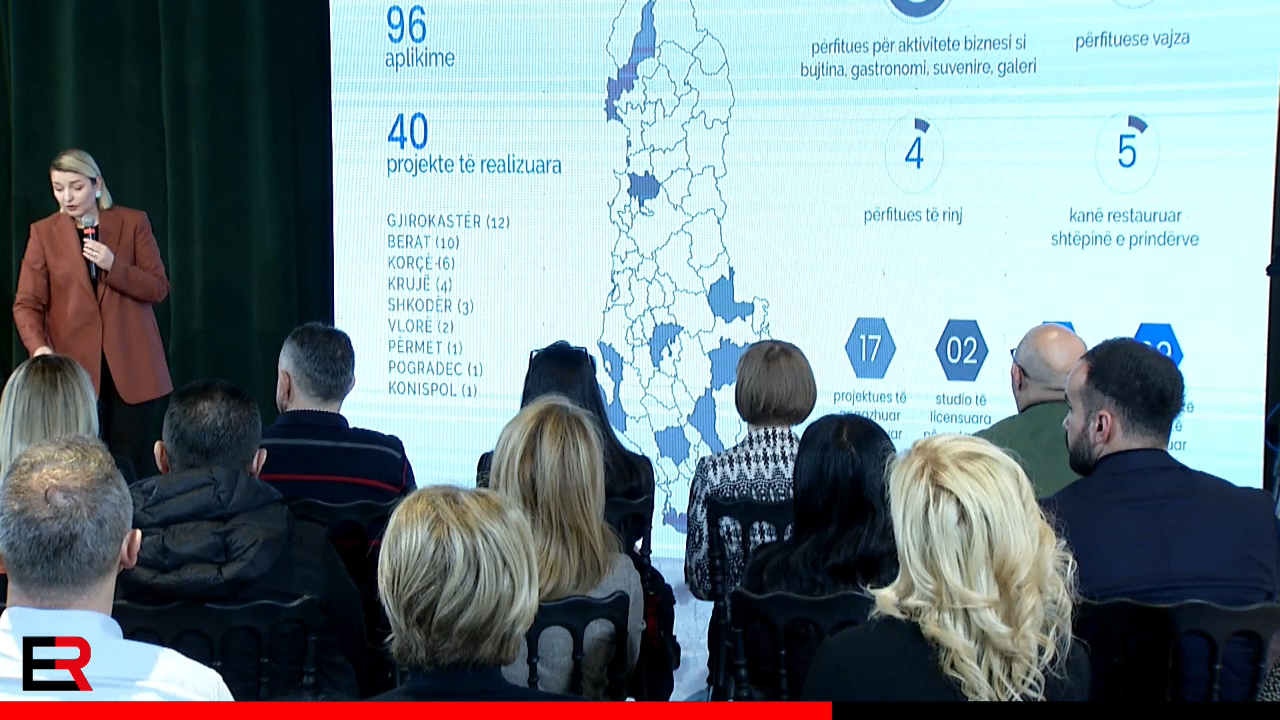 96
aplikime
40
projekte të realizuara
GJIROKASTËR (12)
BERAT (10)
KORÇË (6)
KRUJË (4)
SHKODËR (3)
VLORË (2)
PËRMET (1)
POGRADEC (1)
KONISPOL (1)
përfitues për aktivitete biznesi si
bujtina, gastronomi, suvenire, galeri
përfituese vajza
4
përfitues të rinj
5
kanë restauruar
shtëpinë e prindërve
17
projektues të
angazhuar
02
studio të
licensuara
ER